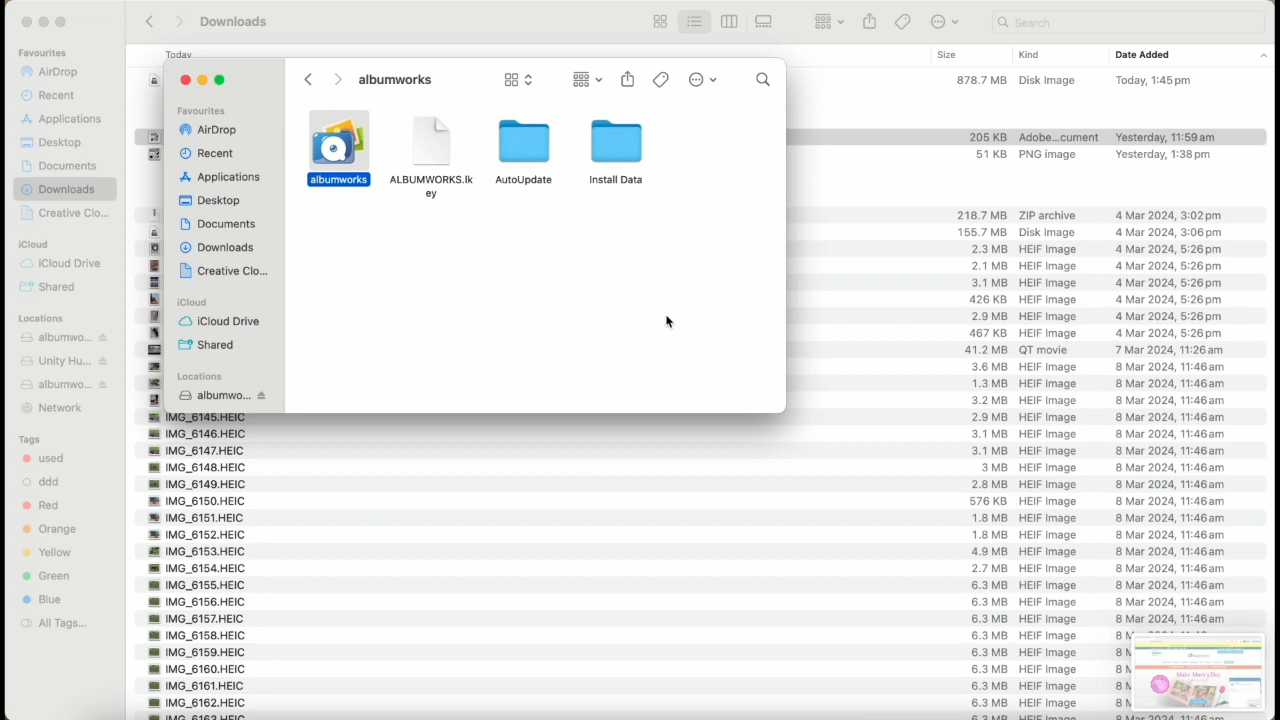 Downloads
Search
Favourites
AirDrop
Recent
Applications
Desktop
Documents
Downloads
Creative Clo...
iCloud
iCloud Drive
Shared
Locations
albumwo...
Unity Hu...
albumwo...
Network
Tags
used
ddd
Red
Orange
Yellow
Green
Blue
All Tags...
albumworks
Favourites
AirDrop
Recent
Applications
Desktop
Documents
Downloads
Creative Clo...
iCloud
iCloud Drive
Shared
Locations
albumwo...
albumworks
ALBUMWORKS.lk
ey
AutoUpdate
Install Data
Today Size Kind Date Added
878.7 MB Disk Image Today, 1:45 pm
205 KB Adobe...cument Yesterday, 11:59 am
51 KB PNG image Yesterday, 1:38 pm
218.7 MB ZIP archive 4 Mar 2024, 3:02 pm
155.7 MB Disk Image 4 Mar 2024, 3:06 pm
2.3 MB HEIF Image 4 Mar 2024, 5:26 pm
2.1 MB HEIF Image 4 Mar 2024, 5:26 pm
3.1 MB HEIF Image 4 Mar 2024, 5:26 pm
426 KB HEIF Image 4 Mar 2024, 5:26 pm
2.9 MB HEIF Image 4 Mar 2024, 5:26 pm
467 KB HEIF Image 4 Mar 2024, 5:26 pm
41.2 MB QT movie 7 Mar 2024, 11:26 am
3.6 MB HEIF Image 8 Mar 2024, 11:46 am
1.3 MB HEIF Image 8 Mar 2024, 11:46 am
3.2 MB HEIF Image 8 Mar 2024, 11:46 am
IMG_6145.HEIC 2.9 MB HEIF Image 8 Mar 2024, 11:46 am
IMG_6146.HEIC 3.1 MB HEIF Image 8 Mar 2024, 11:46 am
IMG_6147.HEIC 3.1 MB HEIF Image 8 Mar 2024, 11:46 am
IMG_6148.HEIC 3 MB HEIF Image 8 Mar 2024, 11:46 am
IMG_6149.HEIC 2.8 MB HEIF Image 8 Mar 2024, 11:46 am
IMG_6150.HEIC 576 KB HEIF Image 8 Mar 2024, 11:46 am
IMG_6151.HEIC 1.8 MB HEIF Image 8 Mar 2024, 11:46 am
IMG_6152.HEIC 1.8 MB HEIF Image 8 Mar 2024, 11:46 am
IMG_6153.HEIC 4.9 MB HEIF Image 8 Mar 2024, 11:46 am
IMG_6154.HEIC 2.7 MB HEIF Image 8 Mar 2024, 11:46 am
IMG_6155.HEIC 6.3 MB HEIF Image 8 Mar 2024, 11:46 am
IMG_6156.HEIC 6.3 MB HEIF Image 8 Mar 2024, 11:46 am
IMG_6157.HEIC 6.3 MB HEIF Image 8 Mar 2024, 11:46 am
IMG_6158.HEIC 6.3 MB HEIF Image 8 Mar
IMG_6159.HEIC 6.3 MB HEIF Image 8 M
IMG_6160.HEIC 6.3 MB HEIF Image 8 M
IMG_6161.HEIC 6.3 MB HEIF Image 8 M
IMG_6162.HEIC 6.3 MB HEIF Image 8 M
IMG_6163.HEIC
Make Mum's Day